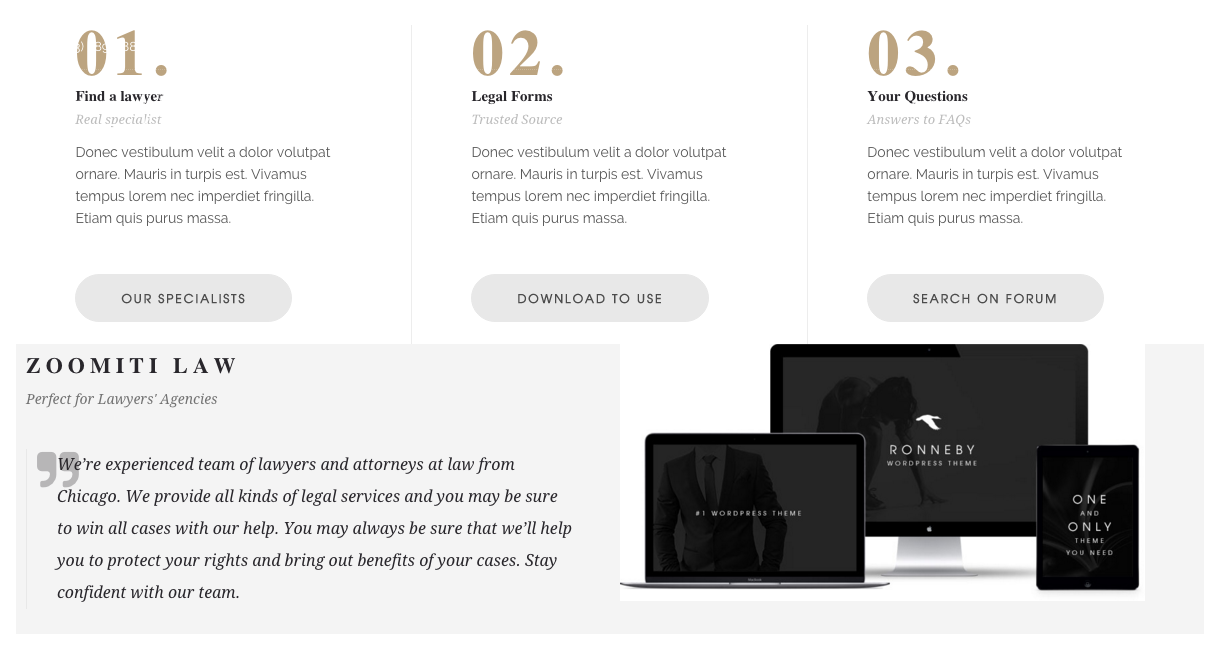 01.
Find a lawyer
Real specialist
Donec vestibulum velit a dolor volutpat
ornare. Mauris in turpis est. Vivamus
tempus lorem nec imperdiet fringilla.
Etiam quis purus massa.
OUR SPECIALISTS
02.
Legal Forms
Trusted Source
Donec vestibulum velit a dolor volutpat
ornare. Mauris in turpis est. Vivamus
tempus lorem nec imperdiet fringilla.
Etiam quis purus massa.
DOWNLOAD TO USE
03.
Your Questions
Answers to FAQs
Donec vestibulum velit a dolor volutpat
ornare. Mauris in turpis est. Vivamus
tempus lorem nec imperdiet fringilla.
Etiam quis purus massa.
SEARCH ON FORUM
ZOOMITI LAW
Perfect for Lawyers' Agencies
We’re experienced team of lawyers and attorneys at law from
Chicago. We provide all kinds of legal services and you may be sure
to win all cases with our help. You may always be sure that we’ll help
you to protect your rights and bring out benefits of your cases. Stay
confident with our team.
#1 WORDPRESS THEME
RONNEBY
WORDPRESS THEME
ONE
AND
ONLY
THEME
YOU NEED